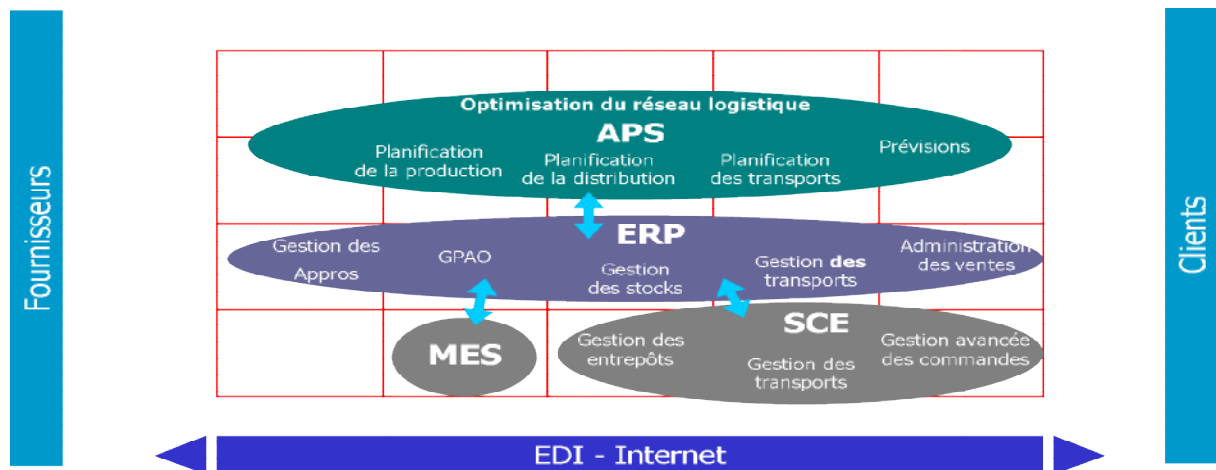 Fournisseurs
Optimisation du réseau logistique
APS
Planification
de la production
Planification
de la distribution
Planification
des transports
Prévisions
ERP
Gestion des
Appros
GPAO
Gestion
des stocks
Gestion des
transports
Administration
des ventes
MES
SCE
Gestion des
entrepôts
Gestion des
transports
Gestion avancée
des commandes
Clients
EDI - Internet